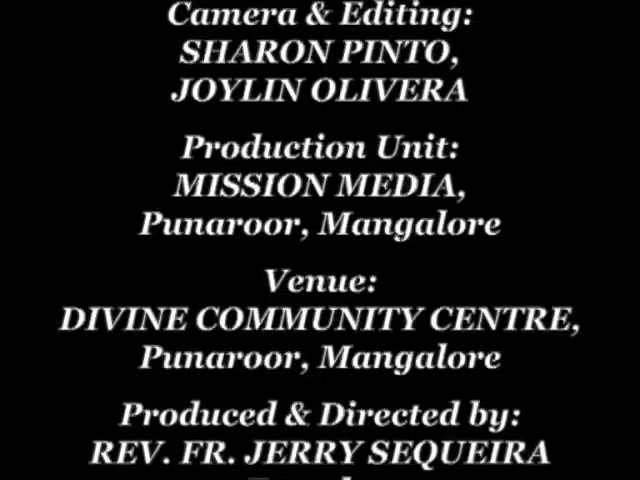 Camera & Editing:
SHARON PINTO,
JOYLIN OLIVERA
Production Unit:
MISSION MEDIA,
Punaroor, Mangalore
Venue:
DIVINE COMMUNITY CENTRE,
Punaroor, Mangalore
Produced & Directed by:
REV. FR. JERRY SEQUEIRA